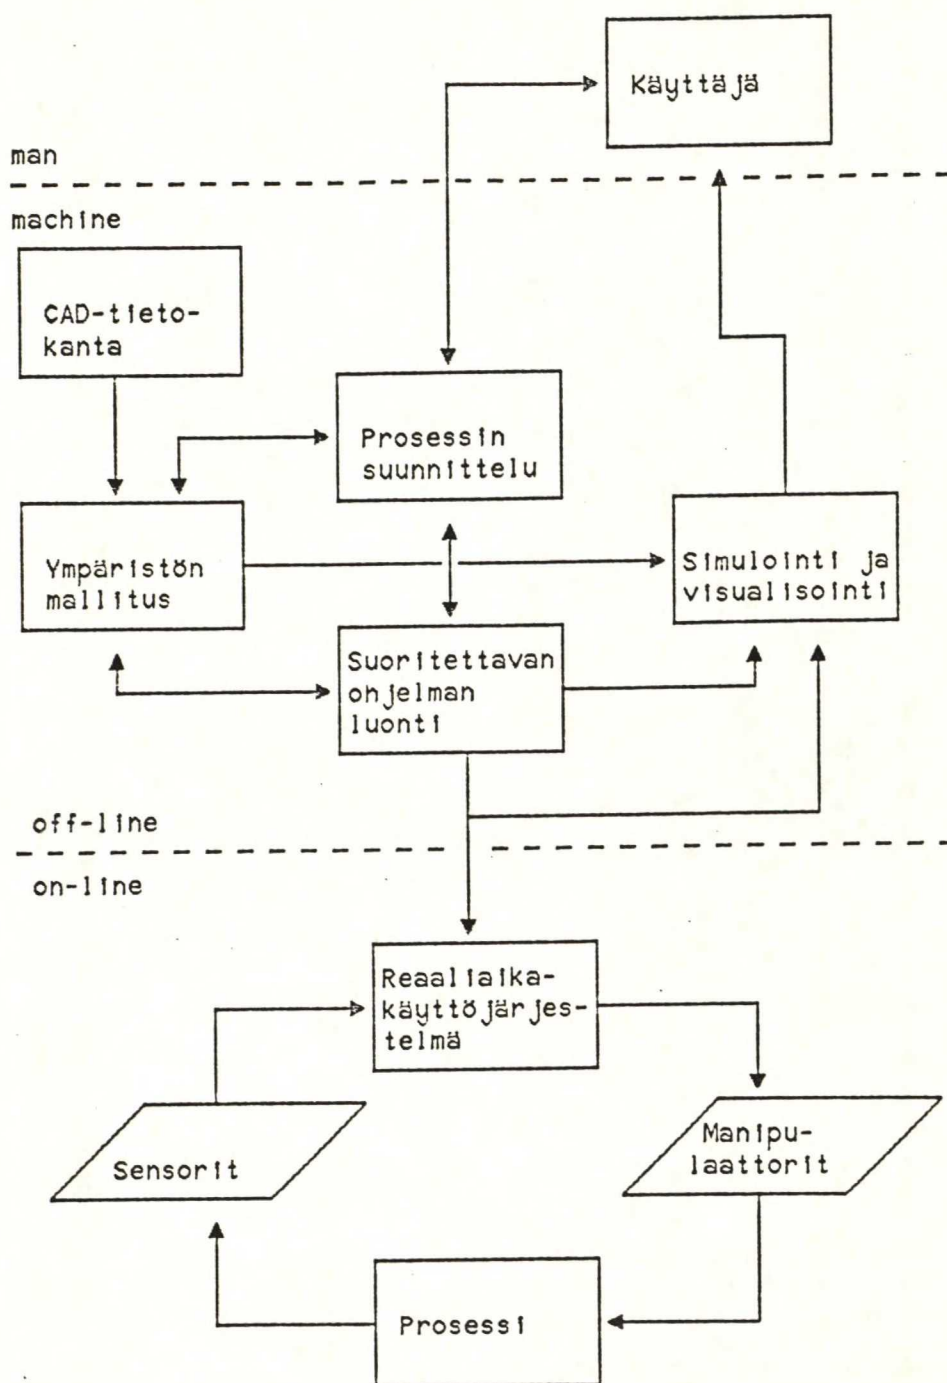 Käyttäjä
man
machine
CAD-tieto-
kanta
Prosessin
suunnittelu
Ympäristön
mallitus
Simulointi ja
visualisointi
Suoritettavan
ohjelman
luonti
off-line
on-line
Reaaliaika-
käyttöjärjes-
telmä
Sensorit
Manipu-
laattorit
Prosessi